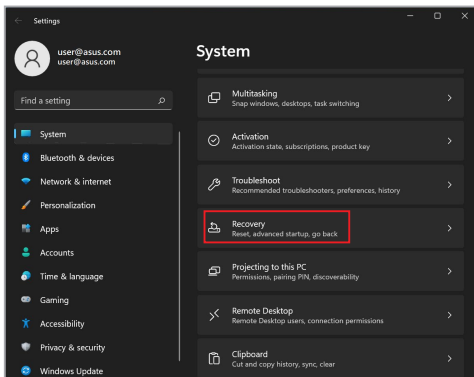 Settings
user@asus.com
user@asus.com
Find a setting
System
Bluetooth & devices
Network & internet
Personalization
Apps
Accounts
Time & language
Gaming
Accessibility
Privacy & security
Windows Update
System
Multitasking
Snap windows, desktops, task switching
Activation
Activation state, subscriptions, product key
Troubleshoot
Recommended troubleshooters, preferences, history
Recovery
Reset, advanced startup, go back
Projecting to this PC
Permissions, pairing PIN, discoverability
Remote Desktop
Remote Desktop users, connection permissions
Clipboard
Cut and copy history, sync, clear